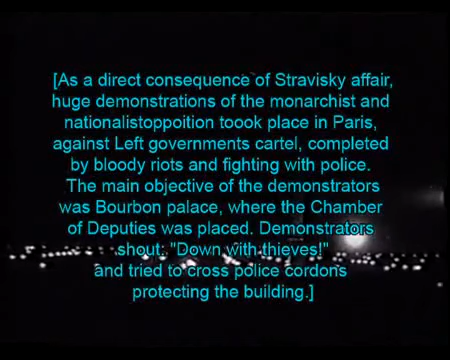 [As a direct consequence of Stravisky affair,
huge demonstrations of the monarchist and
nationalistoppoition toook place in Paris,
against Left governments cartel, completed
by bloody riots and fighting with police.
The main objective of the demonstrators
was Bourbon palace, where the Chamber
of Deputies was placed. Demonstrators
shout: "Down with thieves!"
and tried to cross police cordons
protecting the building.]